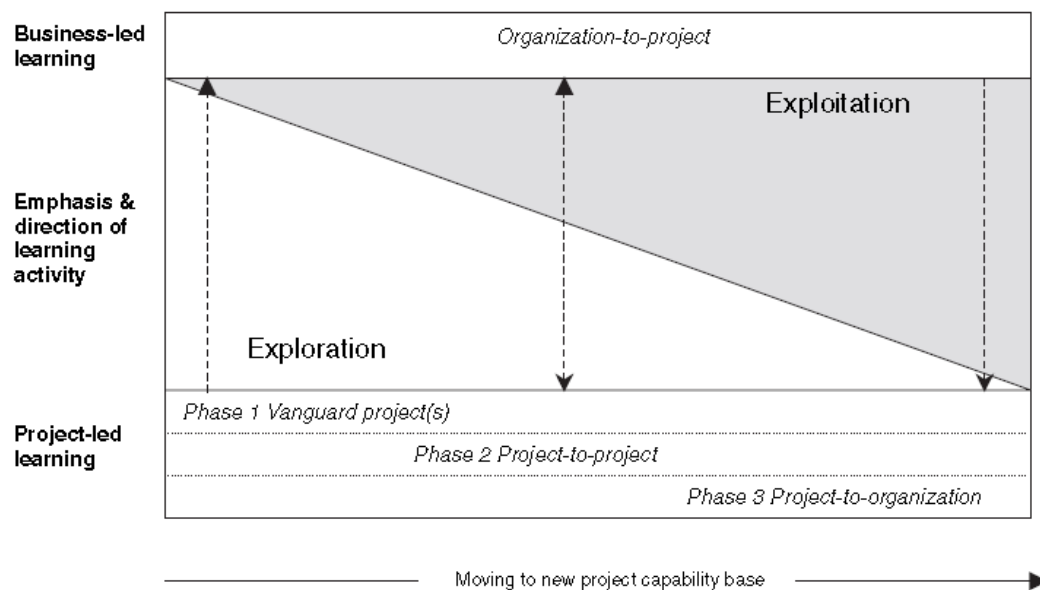 Business-led
learning
Organization-to-project
Exploitation
Emphasis &
direction of
learning
activity
Exploration
Phase 1 Vanguard project(s)
Project-led
learning
Phase 2 Project-to-project
Phase 3 Project-to-organization
Moving to new project capability base